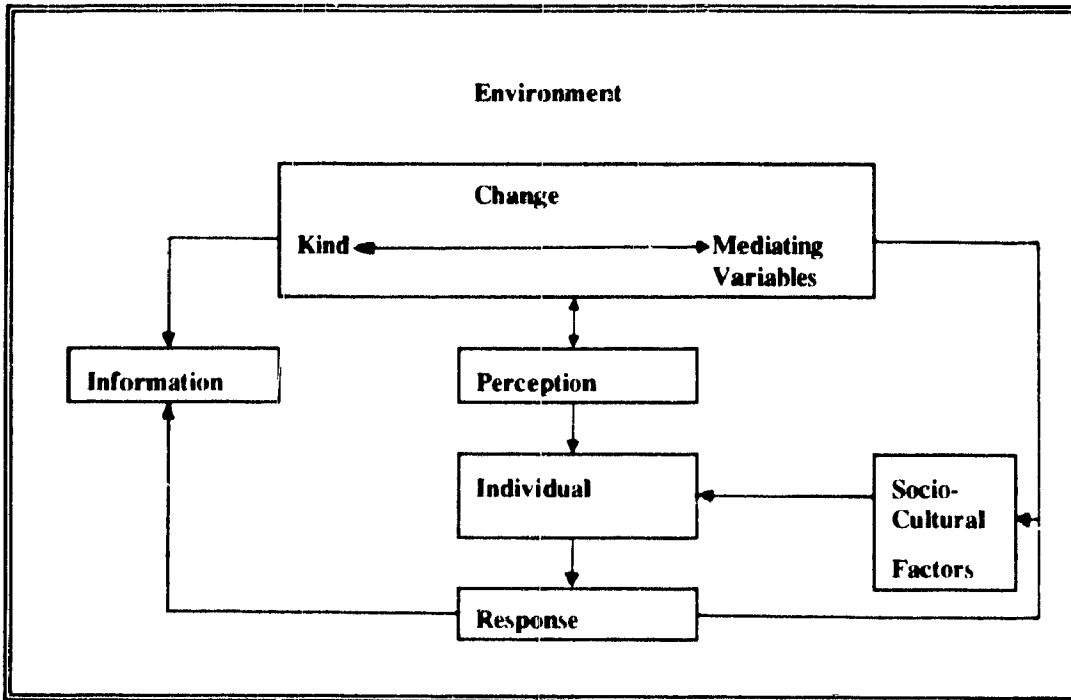 Environment
Change
Kind
Mediating
Variables
Information
Perception
Individual
Socio-
Cultural
Factors
Response